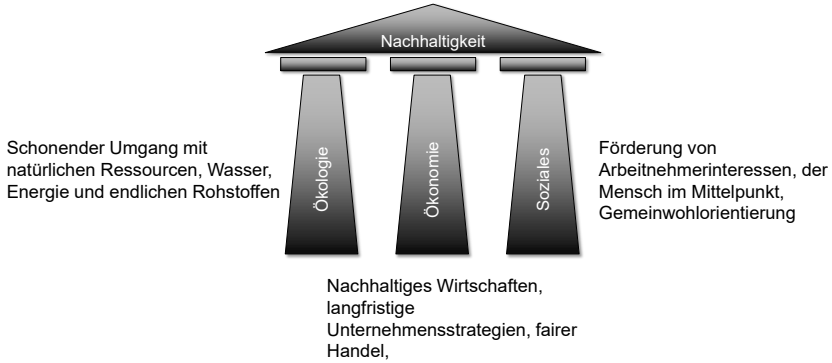 Nachhaltigkeit
Schonender Umgang mit
natürlichen Ressourcen, Wasser,
Energie und endlichen Rohstoffen
Ökologie
Ökonomie
Soziales
Förderung von
Arbeitnehmerinteressen, der
Mensch im Mittelpunkt,
Gemeinwohlorientierung
Nachhaltiges Wirtschaften,
langfristige
Unternehmensstrategien, fairer
Handel,